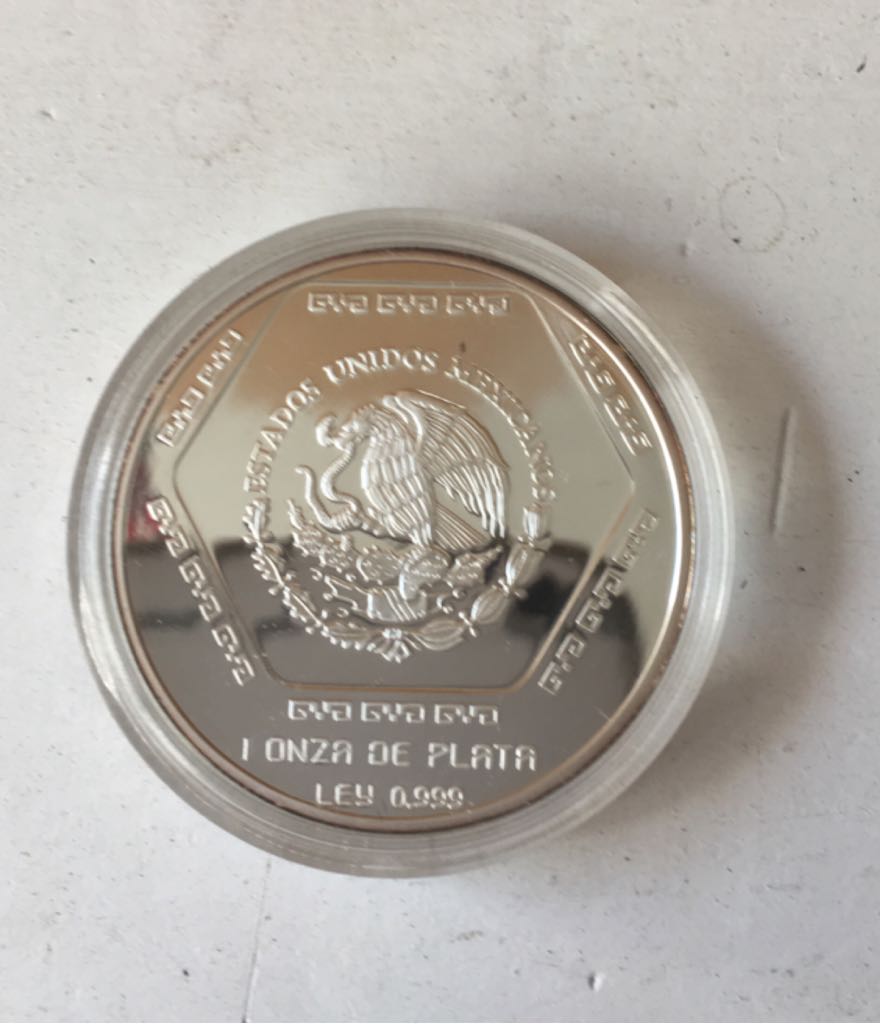 ESTADOS UNIDOS MEXICANOS
1 ONZA DE PLATA
LEY 0.999